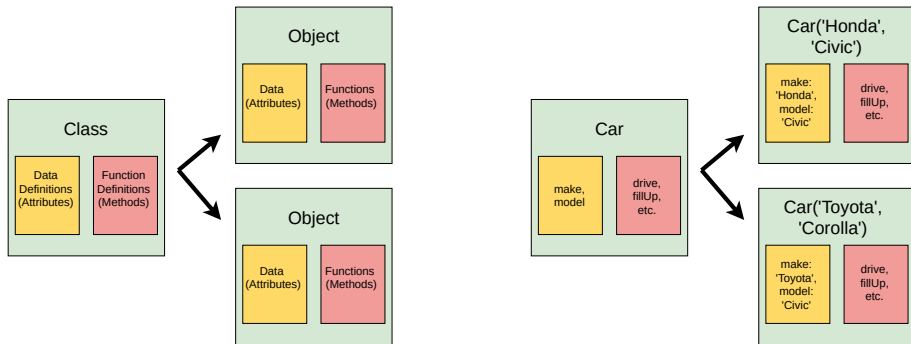 Class
Data
Definitions
(Attributes)
Function
Definitions
(Methods)
Object
Data
(Attributes)
Functions
(Methods)
Object
Data
(Attributes)
Functions
(Methods)
Car
make,
model
drive,
fillUp,
etc.
Car('Honda',
'Civic')
make:
'Honda',
model:
'Civic'
drive,
fillUp,
etc.
Car('Toyota',
'Corolla')
make:
'Toyota',
model:
'Civic'
drive,
fillUp,
etc.